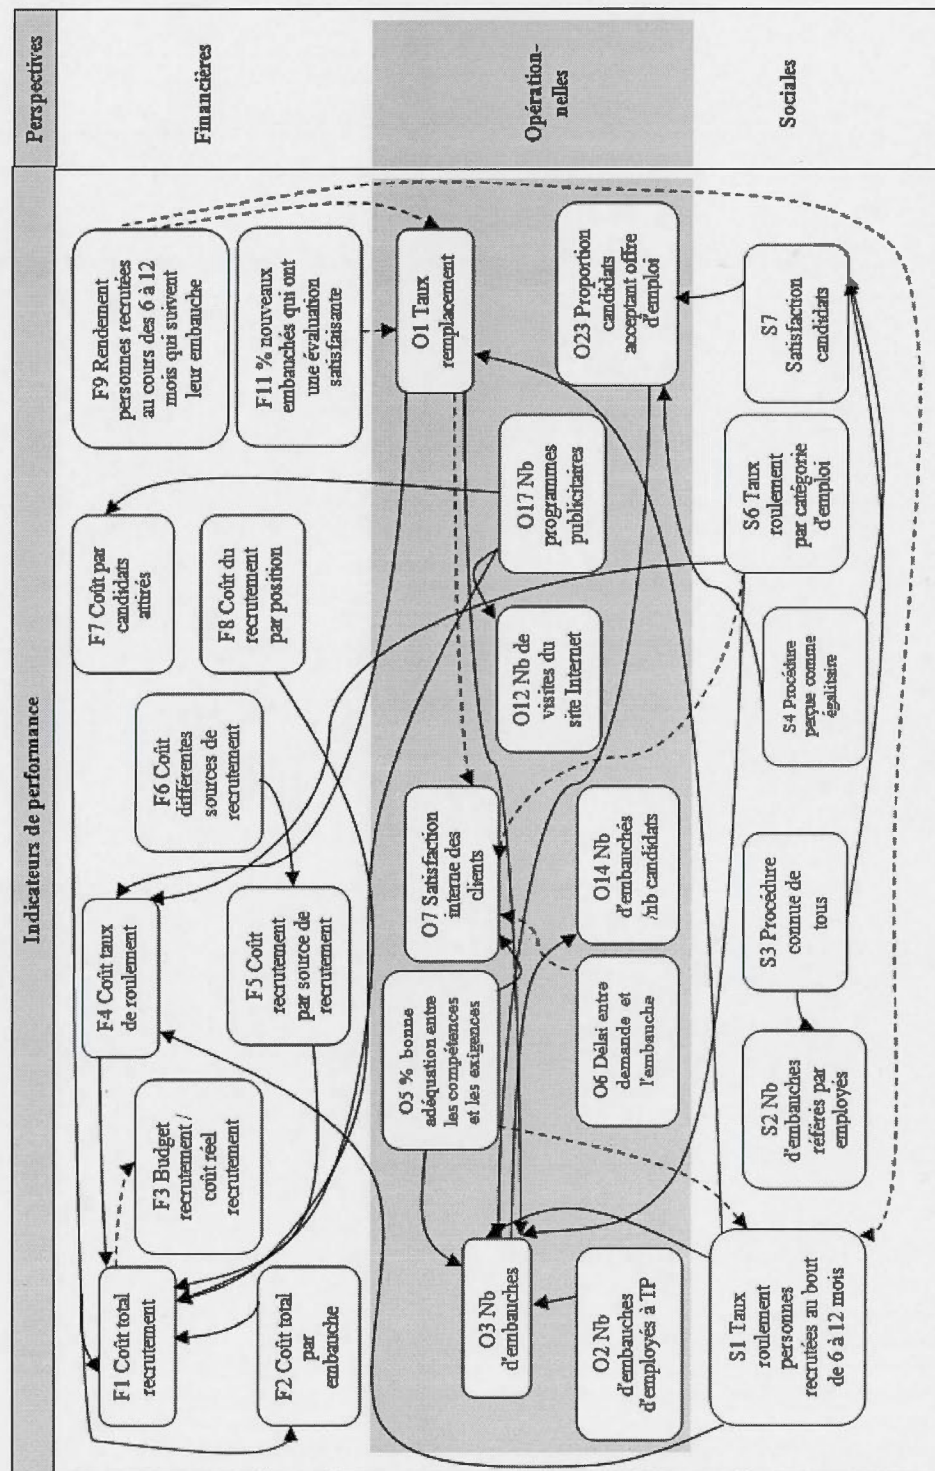 Perspectives
Indicateurs de performance
Financières
F1 Coût total
recrutement
F2 Coût total
par
embauche
F3 Budget
recrutement /
coût réel
recrutement
F4 Coût taux
de roulement
F5 Coût
recrutement
par source de
recrutement
F6 Coût
différentes
sources de
recrutement
F7 Coût par
candidats
attirés
F8 Coût du
recrutement
par position
F9 Rendement
personnes recrutées
au cours des 6 à 12
mois qui suivent
leur embauche
F11 % nouveaux
embauchés qui ont
une évaluation
satisfaisante
Opération-
nelles
O3 Nb
d'embauches
O2 Nb
d'embauches
d'employés à TP
O5 % bonne
adéquation entre
les compétences
et les exigences
O6 Délai entre
demande et
l'embauche
O7 Satisfaction
interne des
clients
O14 Nb
d'embauchés
/nb candidats
O12 Nb de
visites du
site Internet
O17 Nb
programmes
publicitaires
O1 Taux
remplacement
O23 Proportion
candidats
acceptant offre
d'emploi
Sociales
S1 Taux
roulement
personnes
recrutées au bout
de 6 à 12 mois
S2 Nb
d'embauches
référés par
employés
S3 Procédure
connue de
tous
S4 Procédure
perçue comme
égalitaire
S6 Taux
roulement
par catégorie
d'emploi
S7
Satisfaction
candidats